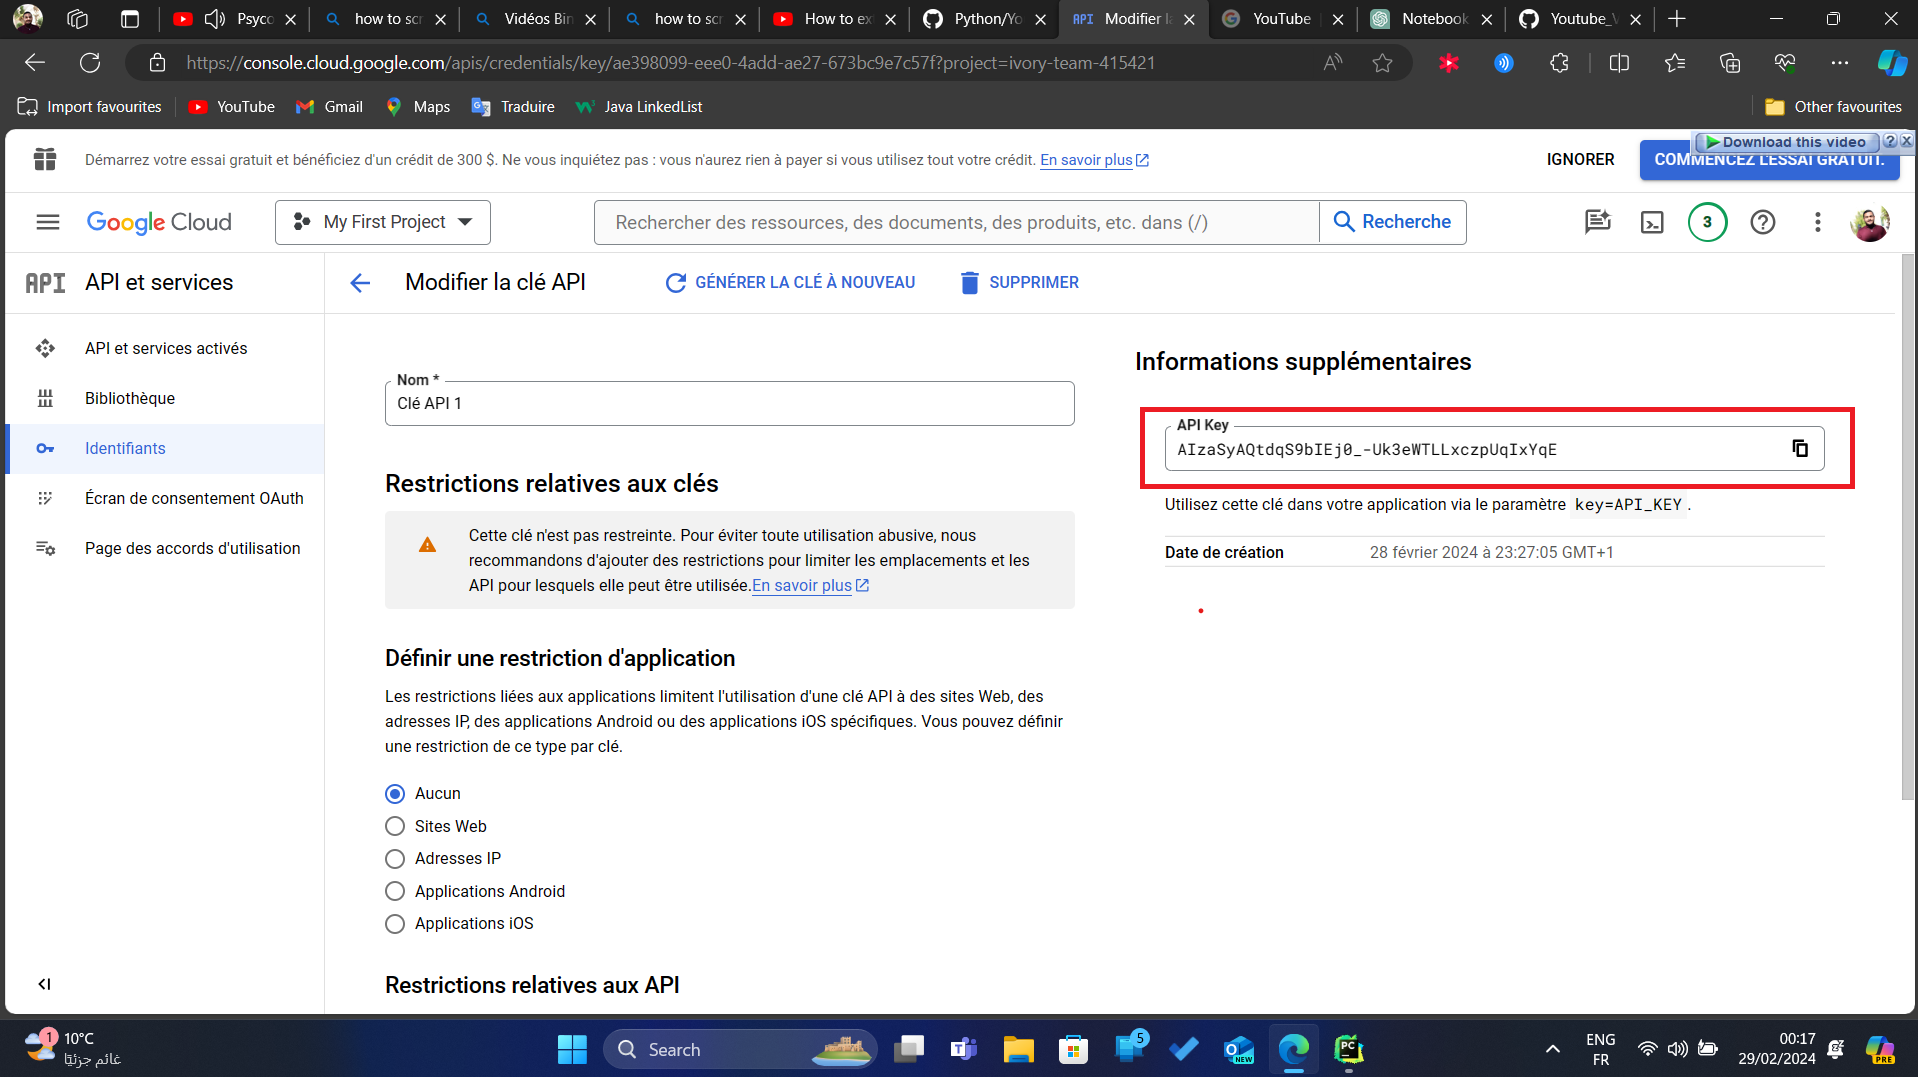 Psyco
how to scr
Vidéos Bin
how to scr
How to ex
Python/Yo
API Modifier la
YouTube
Notebook
Youtube_V
https://console.cloud.google.com/apis/credentials/key/ae398099-eee0-4add-ae27-673bc9e7c57f?project=ivory-team-415421
Import favourites
YouTube
Gmail
Maps
Traduire
Java LinkedList
Other favourites
Démarrez votre essai gratuit et bénéficiez d'un crédit de 300 $. Ne vous inquiétez pas : vous n'aurez rien à payer si vous utilisez tout votre crédit. En savoir plus
IGNORER
COMMENCEZ L'ESSAI GRATUIT.
Download this video
Google Cloud
My First Project
Rechercher des ressources, des documents, des produits, etc. dans (/)
Recherche
3
API API et services
Modifier la clé API
GÉNÉRER LA CLÉ À NOUVEAU
SUPPRIMER
API et services activés
Bibliothèque
Identifiants
Écran de consentement OAuth
Page des accords d'utilisation
Nom *
Clé API 1
Restrictions relatives aux clés
Cette clé n'est pas restreinte. Pour éviter toute utilisation abusive, nous
recommandons d'ajouter des restrictions pour limiter les emplacements et les
API pour lesquels elle peut être utilisée.En savoir plus
Définir une restriction d'application
Les restrictions liées aux applications limitent l'utilisation d'une clé API à des sites Web, des
adresses IP, des applications Android ou des applications iOS spécifiques. Vous pouvez définir
une restriction de ce type par clé.
Aucun
Sites Web
Adresses IP
Applications Android
Applications iOS
Restrictions relatives aux API
Informations supplémentaires
API Key
AIzaSyAQtdqS9bIEj0_-Uk3eWTLLxczpUqIxYqE
Utilisez cette clé dans votre application via le paramètre key=API_KEY .
Date de création 28 février 2024 à 23:27:05 GMT+1
1
10°C
غائم جزئيًا
Search
5
NEW
PC
ENG
FR
00:17
29/02/2024
PRE